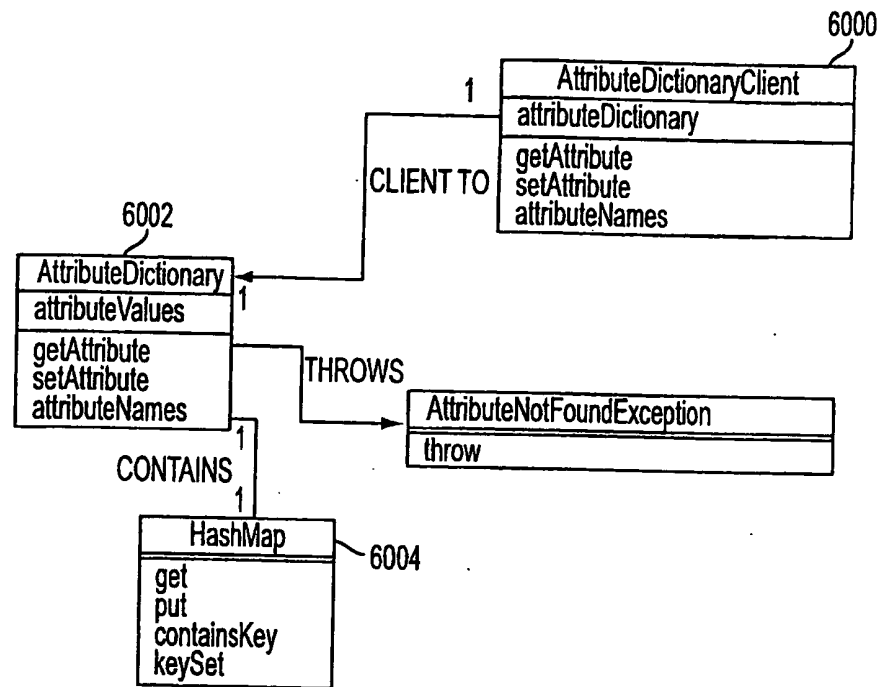 6000
AttributeDictionaryClient
attributeDictionary
getAttribute
setAttribute
attributeNames
1
CLIENT TO
6002
AttributeDictionary
1
attributeValues
getAttribute
setAttribute
attributeNames
THROWS
AttributeNotFoundException
throw
1
CONTAINS
1
HashMap
6004
get
put
containsKey
keySet